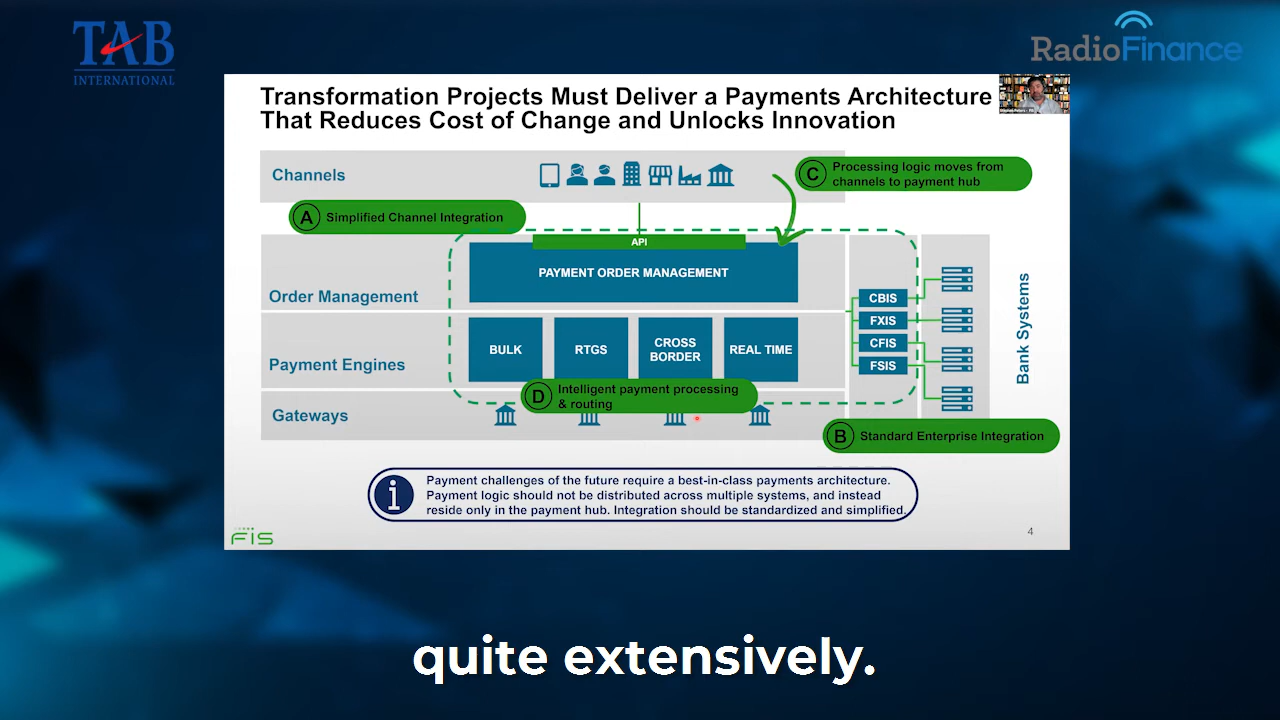 TAB
INTERNATIONAL
RadioFinance
Transformation Projects Must Deliver a Payments Architecture
That Reduces Cost of Change and Unlocks Innovation
Channels
C
Processing logic moves from
channels to payment hub
A
Simplified Channel Integration
API
PAYMENT ORDER MANAGEMENT
Order Management
CBIS
FXIS
CFIS
FSIS
Bank Systems
BULK
RTGS
CROSS
BORDER
REAL TIME
Payment Engines
D
Intelligent payment processing
& routing
Gateways
B
Standard Enterprise Integration
i
Payment challenges of the future require a best-in-class payments architecture.
Payment logic should not be distributed across multiple systems, and instead
reside only in the payment hub. Integration should be standardized and simplified.
FIS
4
quite extensively.